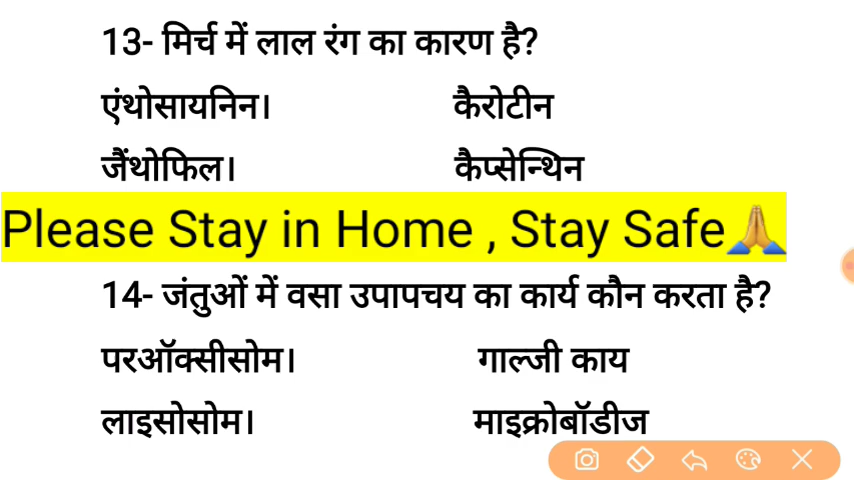 13- मिर्च में लाल रंग का कारण है?
एंथोसायनिन। कैरोटीन
जैंथोफिल। कैप्सेन्थिन
Please Stay in Home , Stay Safe🙏
14- जंतुओं में वसा उपापचय का कार्य कौन करता है?
परऑक्सीसोम। गाल्जी काय
लाइसोसोम। माइक्रोबॉडीज